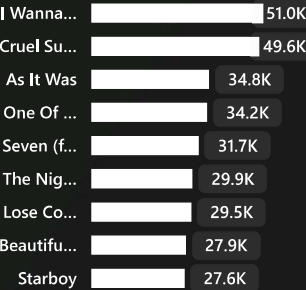 I Wanna... 51.0K
Cruel Su... 49.6K
As It Was 34.8K
One Of ... 34.2K
Seven (f... 31.7K
The Nig... 29.9K
Lose Co... 29.5K
Beautifu... 27.9K
Starboy 27.6K